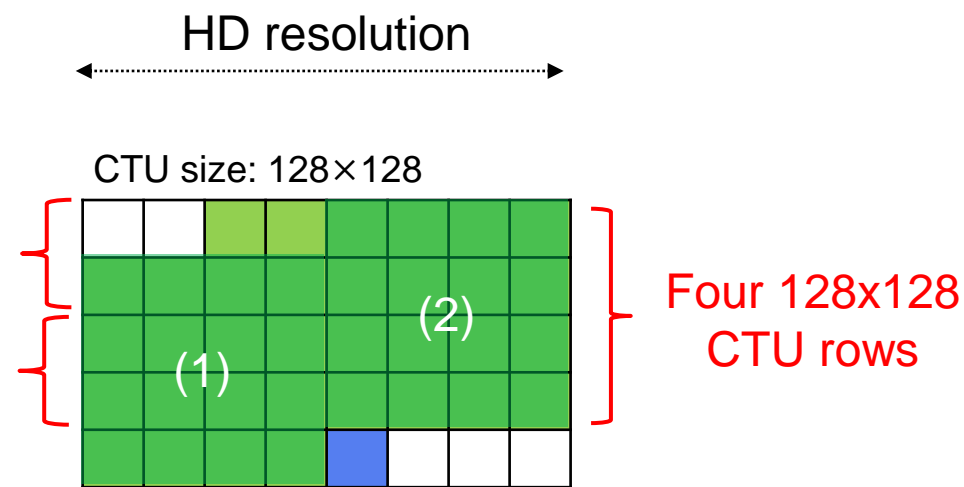 HD resolution
CTU size: 128×128
(2)
(1)
Four 128x128
CTU rows